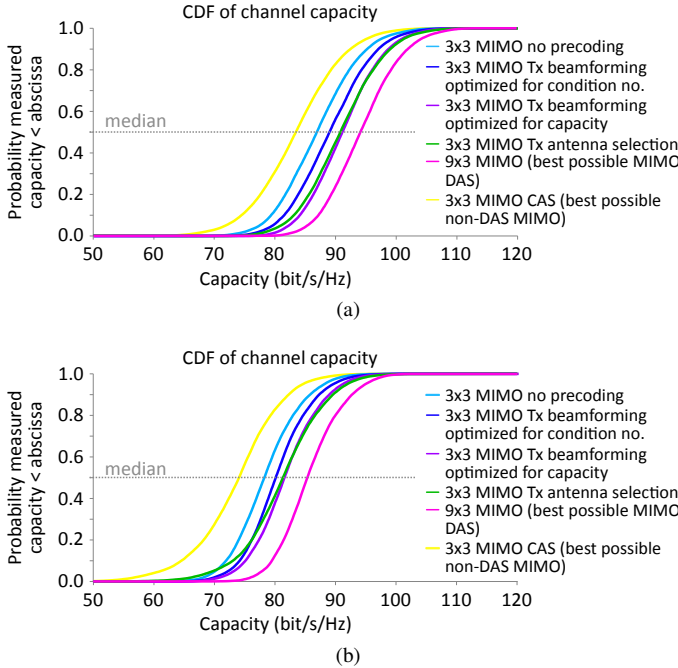 CDF of channel capacity
Probability measured
capacity < abscissa
1.0
0.8
0.6
0.4
0.2
0.0
median
50
60
70
80
90
100
110
120
Capacity (bit/s/Hz)
3x3 MIMO no precoding
3x3 MIMO Tx beamforming
optimized for condition no.
3x3 MIMO Tx beamforming
optimized for capacity
3x3 MIMO Tx antenna selection
9x3 MIMO (best possible MIMO
DAS)
3x3 MIMO CAS (best possible
non-DAS MIMO)
(a)
CDF of channel capacity
Probability measured
capacity < abscissa
1.0
0.8
0.6
0.4
0.2
0.0
median
50
60
70
80
90
100
110
120
Capacity (bit/s/Hz)
3x3 MIMO no precoding
3x3 MIMO Tx beamforming
optimized for condition no.
3x3 MIMO Tx beamforming
optimized for capacity
3x3 MIMO Tx antenna selection
9x3 MIMO (best possible MIMO
DAS)
3x3 MIMO CAS (best possible
non-DAS MIMO)
(b)